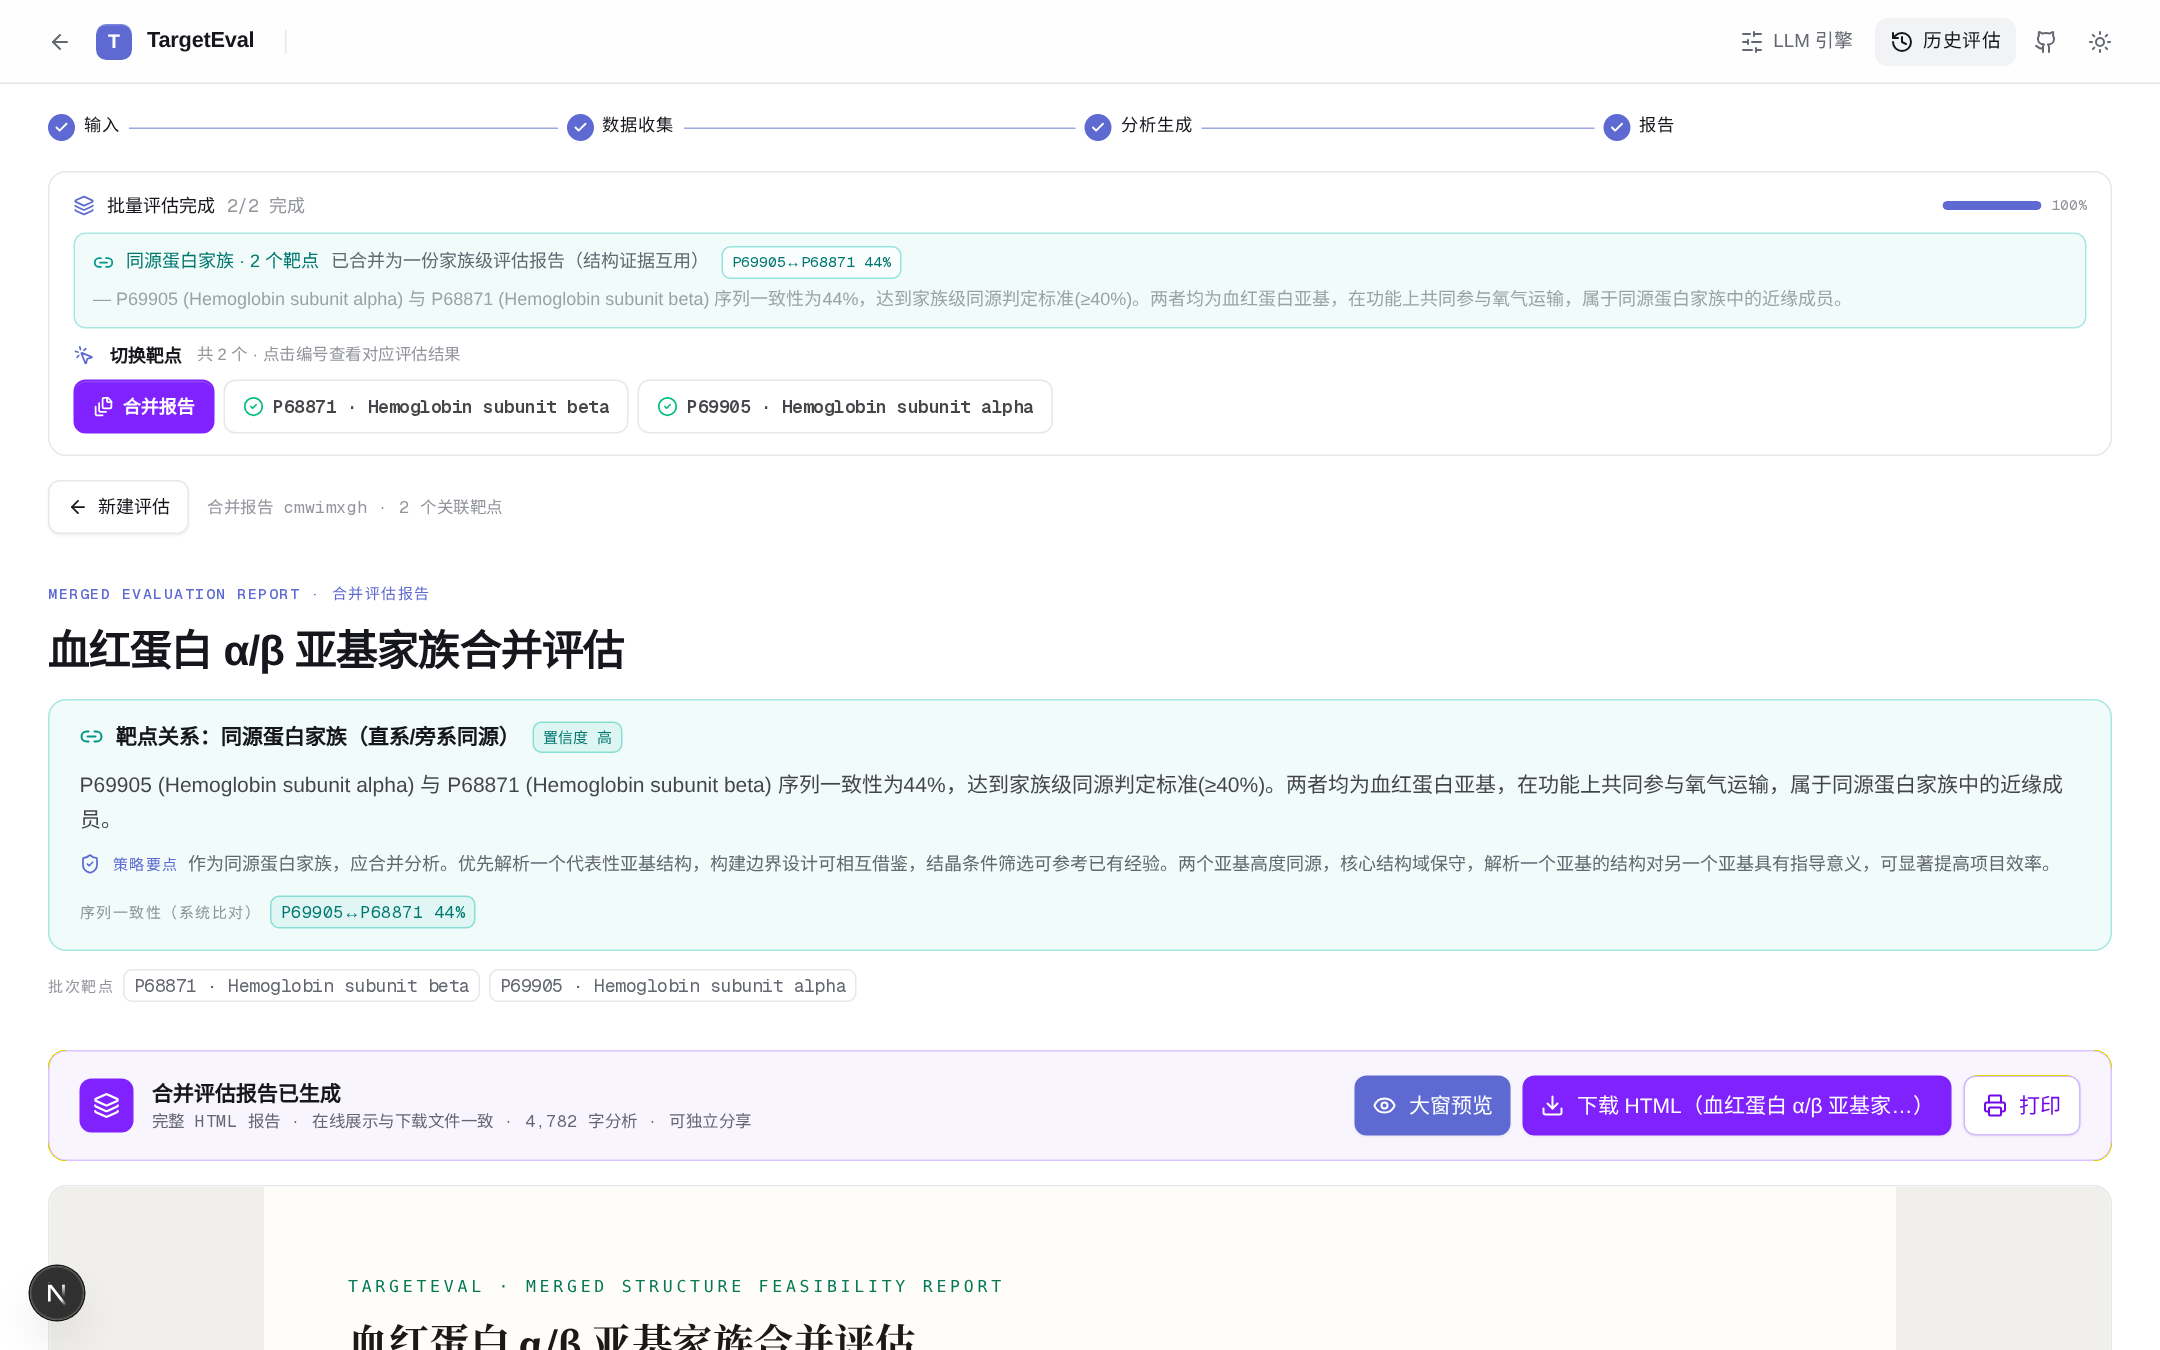 T TargetEval
LLM 引擎
历史评估
输入
数据收集
分析生成
报告
批量评估完成 2/2 完成
100%
同源蛋白家族 · 2 个靶点 已合并为一份家族级评估报告（结构证据互用） P69905↔P68871 44%
— P69905 (Hemoglobin subunit alpha) 与 P68871 (Hemoglobin subunit beta) 序列一致性为44%，达到家族级同源判定标准(≥40%)。两者均为血红蛋白亚基，在功能上共同参与氧气运输，属于同源蛋白家族中的近缘成员。
切换靶点 共 2 个 · 点击编号查看对应评估结果
合并报告
P68871 · Hemoglobin subunit beta
P69905 · Hemoglobin subunit alpha
新建评估
合并报告 cmwimxgh · 2 个关联靶点
MERGED EVALUATION REPORT · 合并评估报告
血红蛋白 α/β 亚基家族合并评估
靶点关系：同源蛋白家族（直系/旁系同源） 置信度 高
P69905 (Hemoglobin subunit alpha) 与 P68871 (Hemoglobin subunit beta) 序列一致性为44%，达到家族级同源判定标准(≥40%)。两者均为血红蛋白亚基，在功能上共同参与氧气运输，属于同源蛋白家族中的近缘成
员。
策略要点 作为同源蛋白家族，应合并分析。优先解析一个代表性亚基结构，构建边界设计可相互借鉴，结晶条件筛选可参考已有经验。两个亚基高度同源，核心结构域保守，解析一个亚基的结构对另一个亚基具有指导意义，可显著提高项目效率。
序列一致性（系统比对） P69905↔P68871 44%
批次靶点 P68871 · Hemoglobin subunit beta P69905 · Hemoglobin subunit alpha
合并评估报告已生成
完整 HTML 报告 · 在线展示与下载文件一致 · 4,782 字分析 · 可独立分享
大窗预览
下载 HTML（血红蛋白 α/β 亚基家…）
打印
TARGETEVAL · MERGED STRUCTURE FEASIBILITY REPORT
血红蛋白 α/β 亚基家族合并评估
N